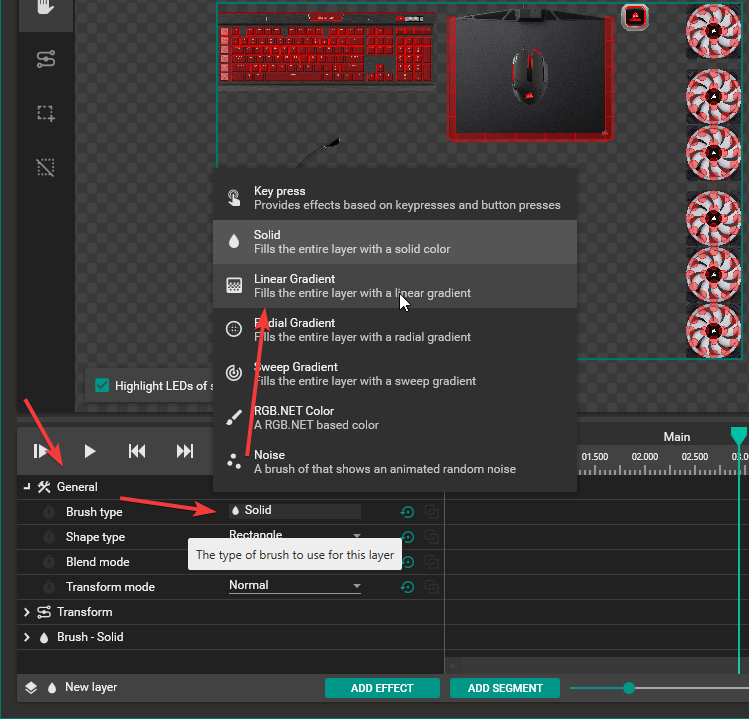 Key press
Provides effects based on keypresses and button presses
Solid
Fills the entire layer with a solid color
Linear Gradient
Fills the entire layer with a linear gradient
Radial Gradient
Fills the entire layer with a radial gradient
Sweep Gradient
Fills the entire layer with a sweep gradient
RGB.NET Color
A RGB.NET based color
Noise
A brush of that shows an animated random noise
Highlight LEDs of s
Main
01.500 02.000 02.500 03.0
General
Brush type Solid
Shape type Rectangle
The type of brush to use for this layer
Blend mode
Transform mode Normal
Transform
Brush - Solid
New layer ADD EFFECT ADD SEGMENT